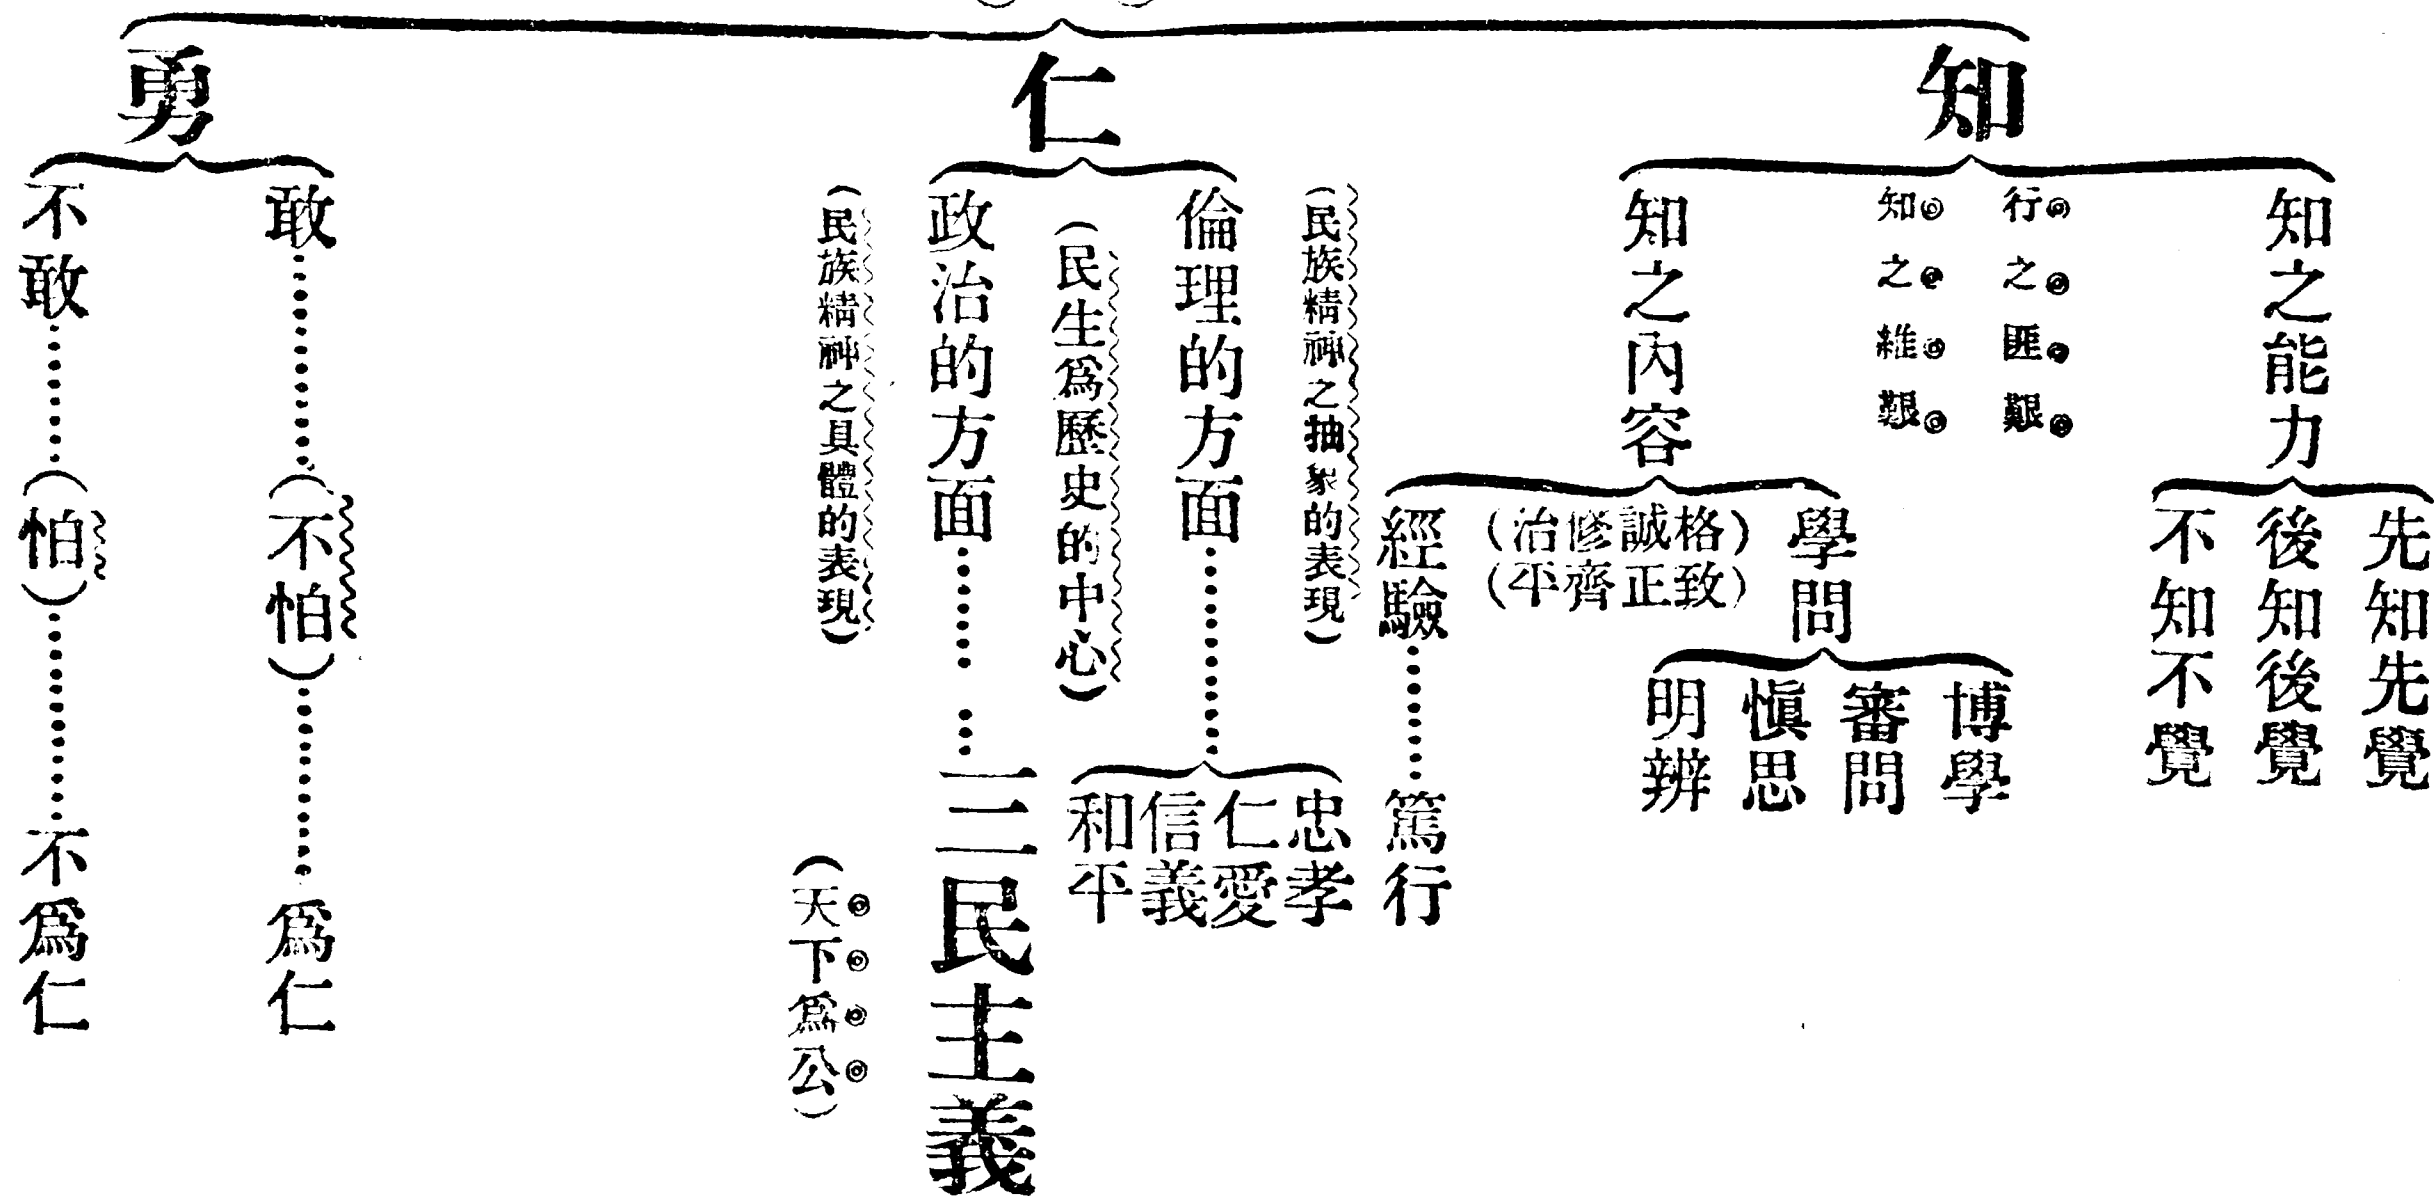 知
知之能力
先知先覺
後知後覺
不知不覺
行之匪艱
知之維艱
知之內容
學問
博學
審問
慎思
明辨
（格致
誠正
修齊
治平）
經驗……篤行
仁
（民族精神之抽象的表現）
倫理的方面……
忠孝
仁愛
信義
和平
（民生爲歷史的中心）
政治的方面……三民主義
（民族精神之具體的表現）
（天下爲公）
勇
敢……（不怕）……爲仁
不敢……（怕）……不爲仁